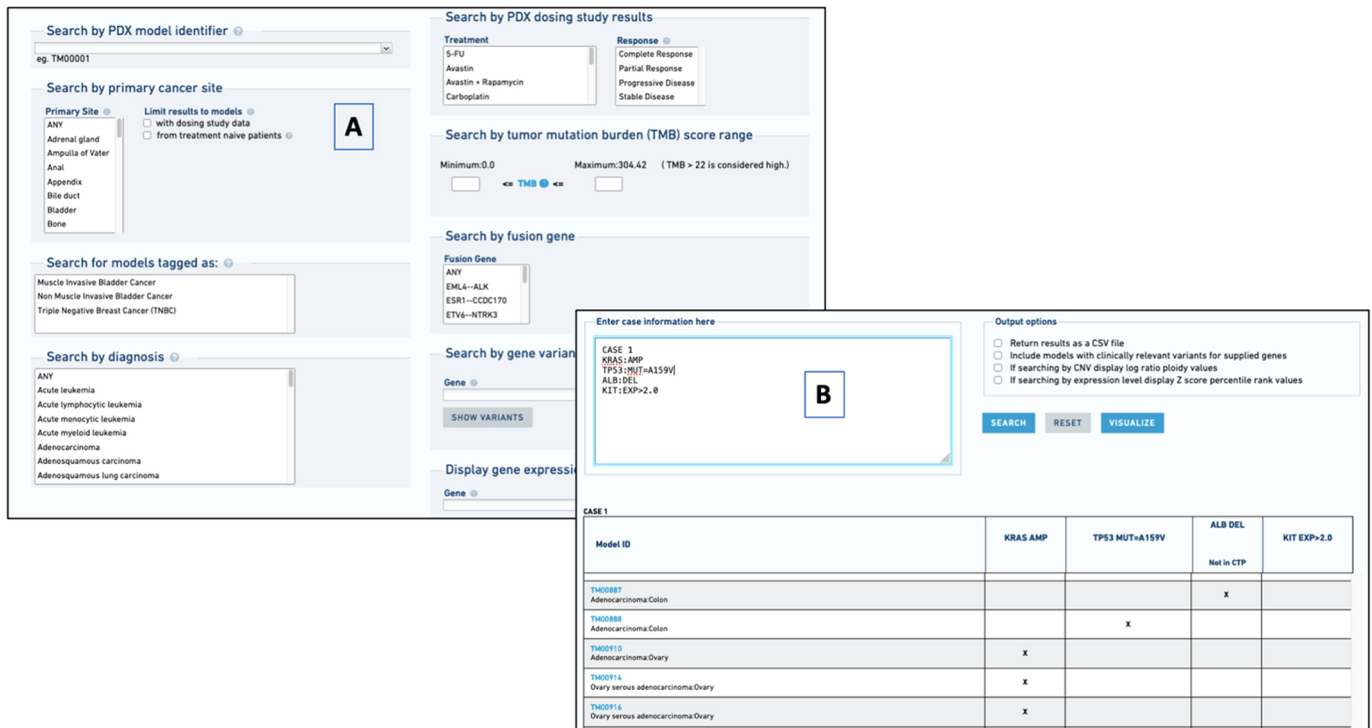 Search by PDX model identifier ?
eg. TM00001
Search by primary cancer site
Primary Site
ANY
Adrenal gland
Ampulla of Vater
Anal
Appendix
Bile duct
Bladder
Bone
Limit results to models
with dosing study data
from treatment naive patients
A
Search for models tagged as: ?
Muscle Invasive Bladder Cancer
Non Muscle Invasive Bladder Cancer
Triple Negative Breast Cancer (TNBC)
Search by diagnosis ?
ANY
Acute leukemia
Acute lymphocytic leukemia
Acute monocytic leukemia
Acute myeloid leukemia
Adenocarcinoma
Adenosquamous carcinoma
Adenosquamous lung carcinoma
Search by PDX dosing study results
Treatment
5-FU
Avastin
Avastin + Rapamycin
Carboplatin
Response
Complete Response
Partial Response
Progressive Disease
Stable Disease
Search by tumor mutation burden (TMB) score range
Minimum:0.0 Maximum:304.42 ( TMB > 22 is considered high.)
<= TMB <=
Search by fusion gene
Fusion Gene
ANY
EML4--ALK
ESR1--CCDC170
ETV6--NTRK3
Search by gene varian
Gene
SHOW VARIANTS
Display gene expressi
Gene
Enter case information here
CASE 1
KRAS:AMP
TP53:MUT=A159V
ALB:DEL
KIT:EXP>2.0
B
Output options
Return results as a CSV file
Include models with clinically relevant variants for supplied genes
If searching by CNV display log ratio ploidy values
If searching by expression level display Z score percentile rank values
SEARCH RESET VISUALIZE
CASE 1
Model ID KRAS AMP TP53 MUT=A159V ALB DEL KIT EXP>2.0
Not in CTP
TM00887
Adenocarcinoma:Colon X
TM00888
Adenocarcinoma:Colon X
TM00910
Adenocarcinoma:Ovary X
TM00914
Ovary serous adenocarcinoma:Ovary X
TM00916
Ovary serous adenocarcinoma:Ovary X